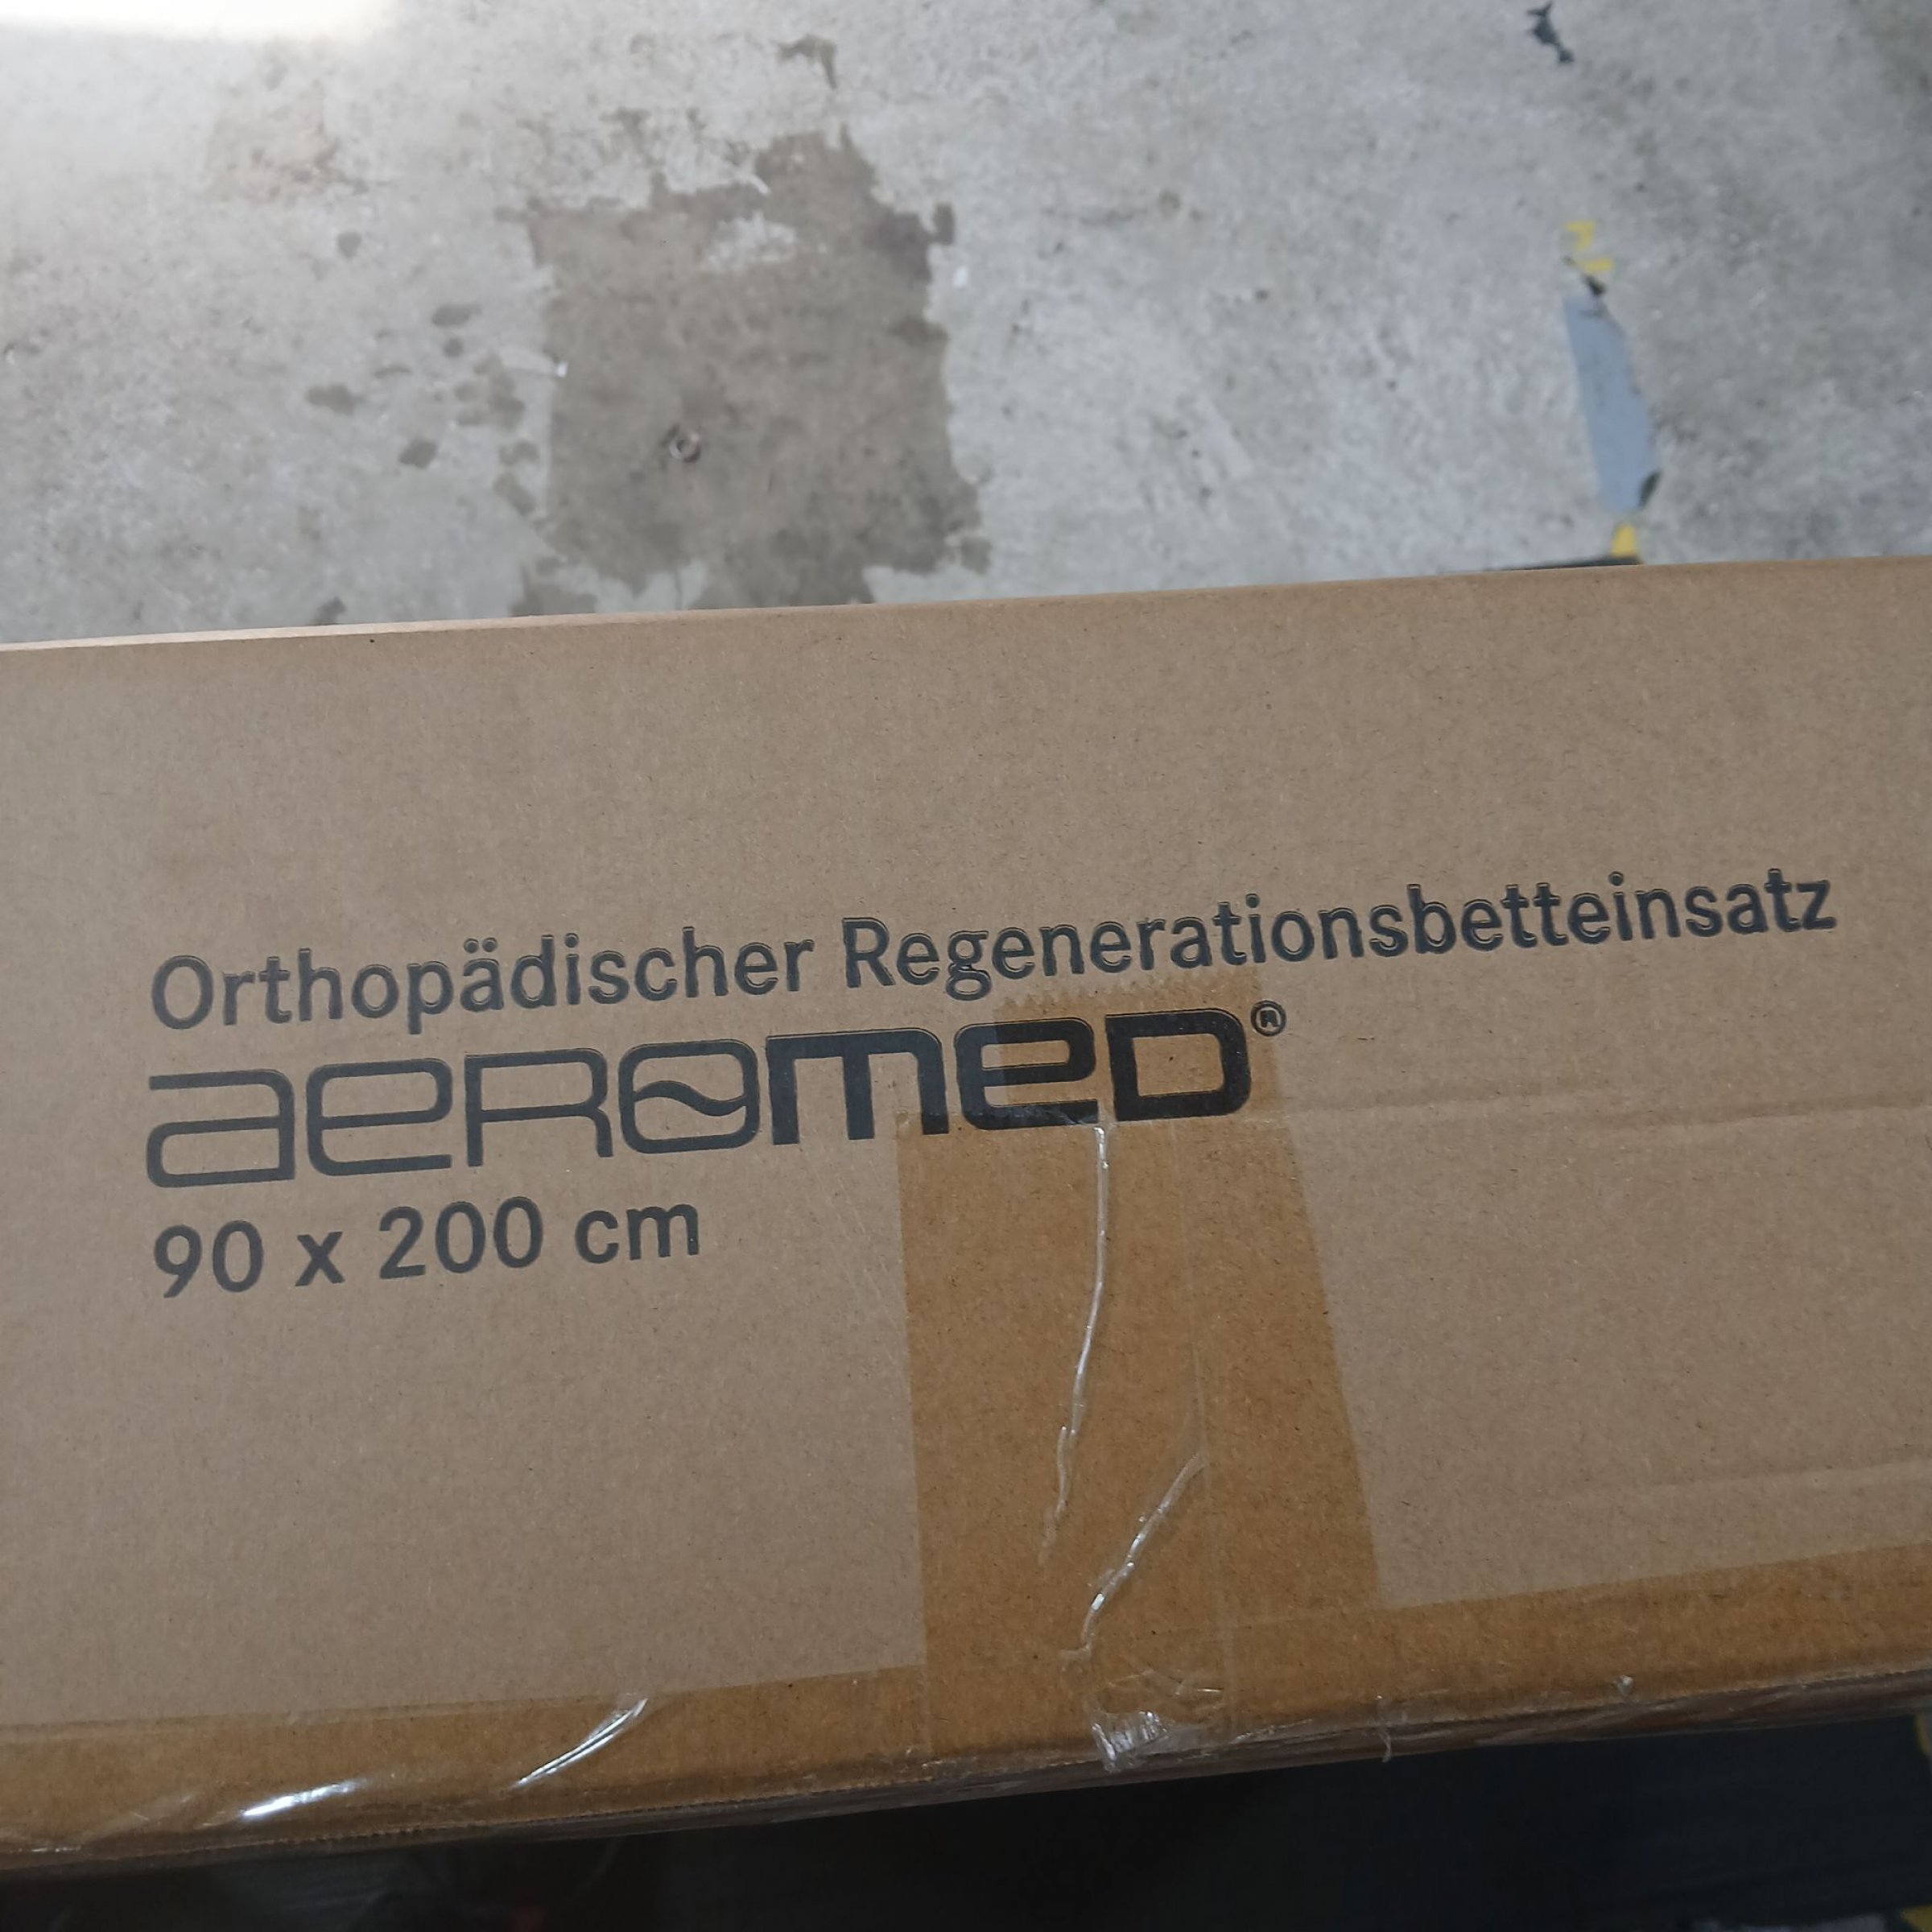 Orthopädischer Regenerationsbetteinsatz
aeROmeD®
90 x 200 cm